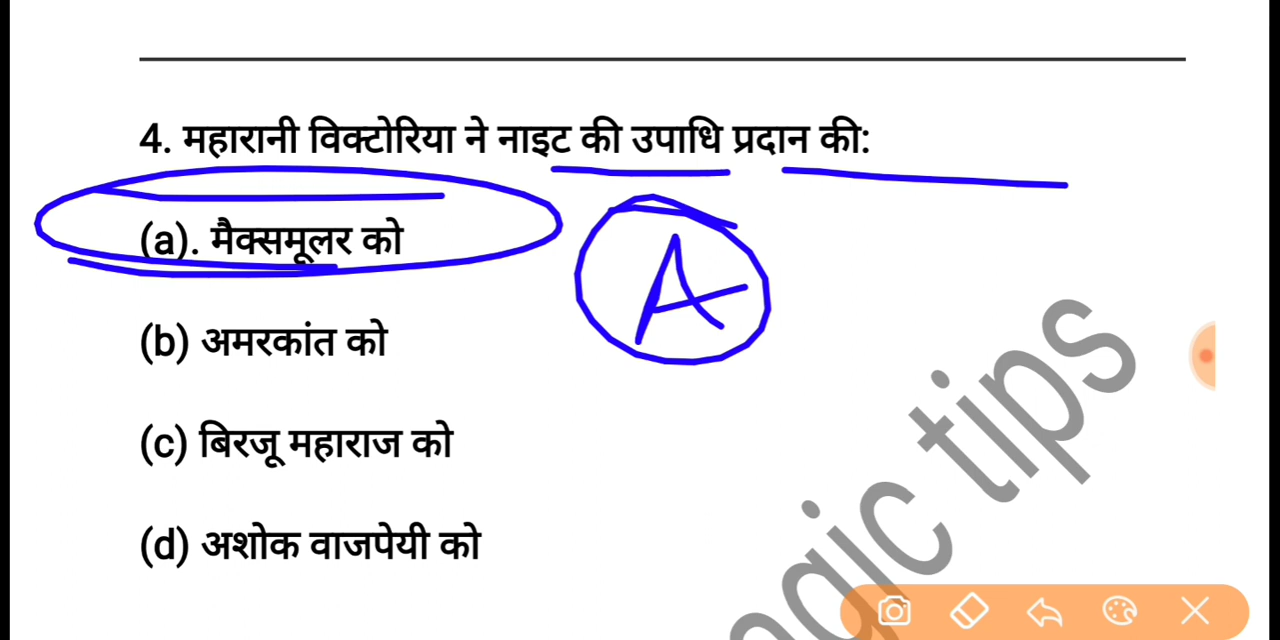 4. महारानी विक्टोरिया ने नाइट की उपाधि प्रदान की:
(a). मैक्समूलर को
A
(b) अमरकांत को
(c) बिरजू महाराज को
(d) अशोक वाजपेयी को
tips